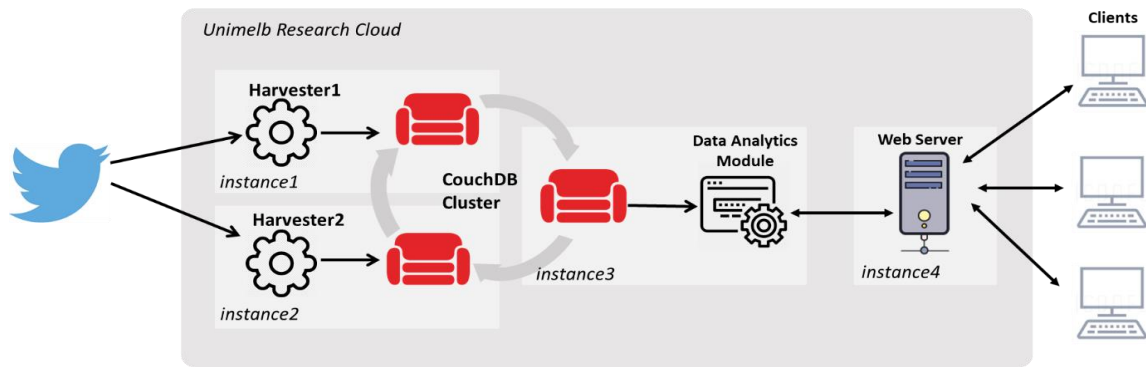 Unimelb Research Cloud
Clients
Harvester1
instance1
Harvester2
instance2
CouchDB
Cluster
instance3
Data Analytics
Module
Web Server
instance4